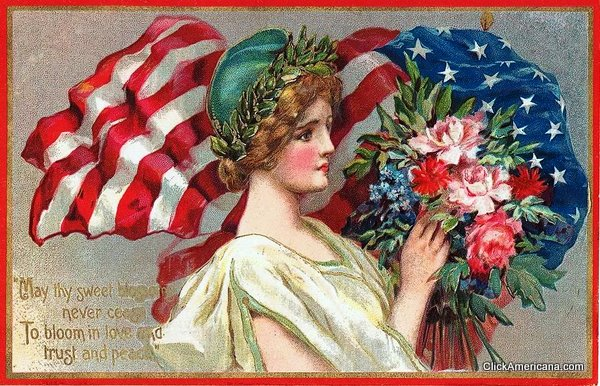 "May thy sweet
never cease
To bloom in love and
trust and peace"
ClickAmericana.com